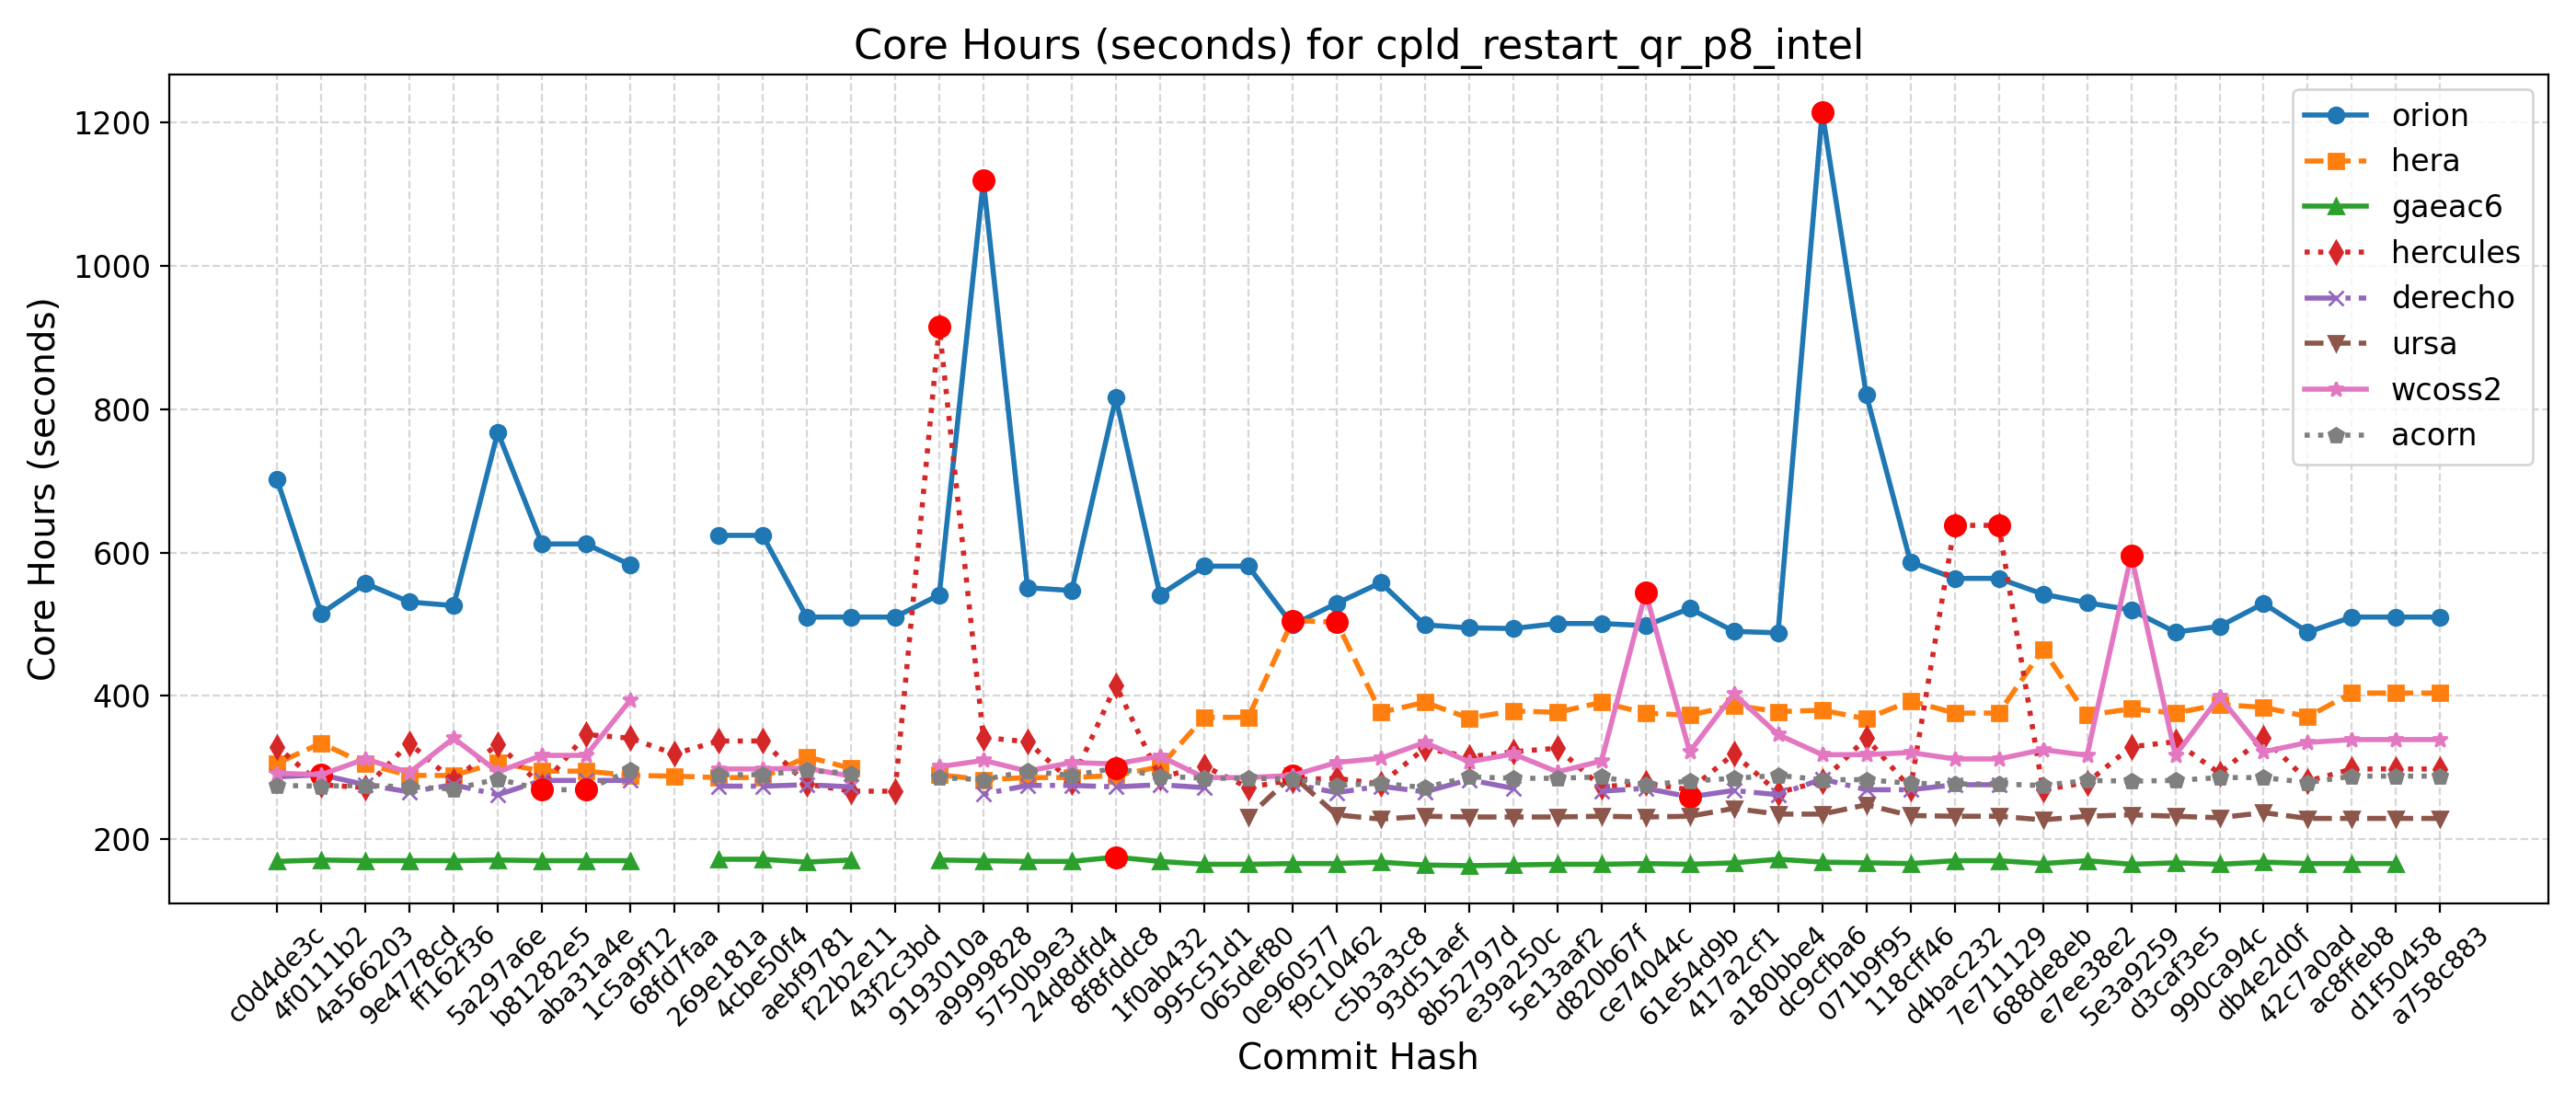 Core Hours (seconds) for cpld_restart_qr_p8_intel
Core Hours (seconds)
1200
1000
800
600
400
200
orion
hera
gaeac6
hercules
derecho
ursa
wcoss2
acorn
c0d4de3c
4f0111b2
4a566203
9e4778cd
ff162f36
5a297a6e
b81282e5
aba31a4e
1c5a9f12
68fd7faa
269e181a
4cbe50f4
aebf9781
f22b2e11
43f2c3bd
9193010a
a9999828
5750b9e3
24d8dfd4
8f8fddc8
1f0ab432
995c51d1
065def80
0e960577
f9c10462
c5b3a3c8
93d51aef
8b52797d
e39a250c
5e13aaf2
d820b67f
ce74044c
61e54d9b
417a2cf1
a180bbe4
dc9cfba6
071b9f95
118cff46
d4bac232
7e711129
688de8eb
e7ee38e2
5e3a9259
d3caf3e5
990ca94c
db4e2d0f
42c7a0ad
ac8ffeb8
d1f50458
a758c883
Commit Hash